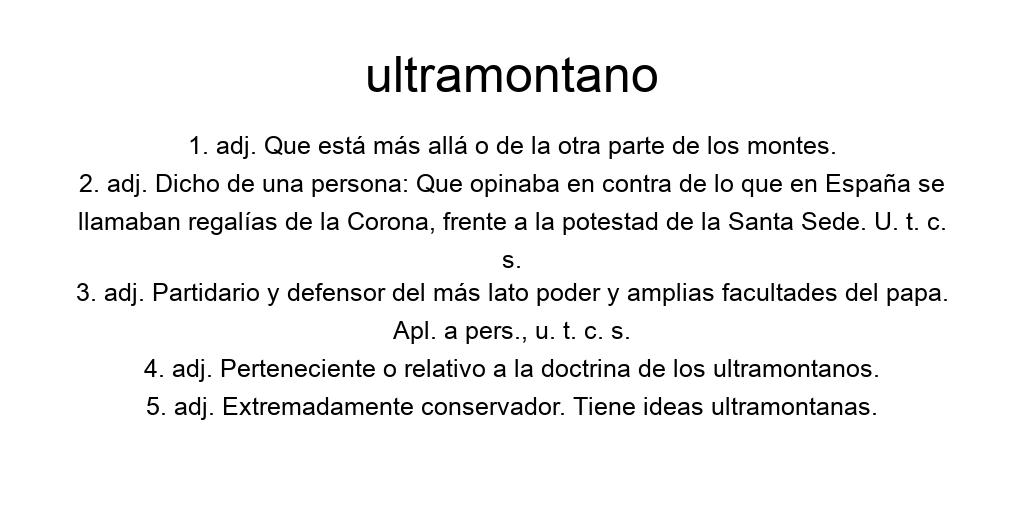 ultramontano
1. adj. Que está más allá o de la otra parte de los montes.
2. adj. Dicho de una persona: Que opinaba en contra de lo que en España se
llamaban regalías de la Corona, frente a la potestad de la Santa Sede. U. t. c.
s.
3. adj. Partidario y defensor del más lato poder y amplias facultades del papa.
Apl. a pers., u. t. c. s.
4. adj. Perteneciente o relativo a la doctrina de los ultramontanos.
5. adj. Extremadamente conservador. Tiene ideas ultramontanas.